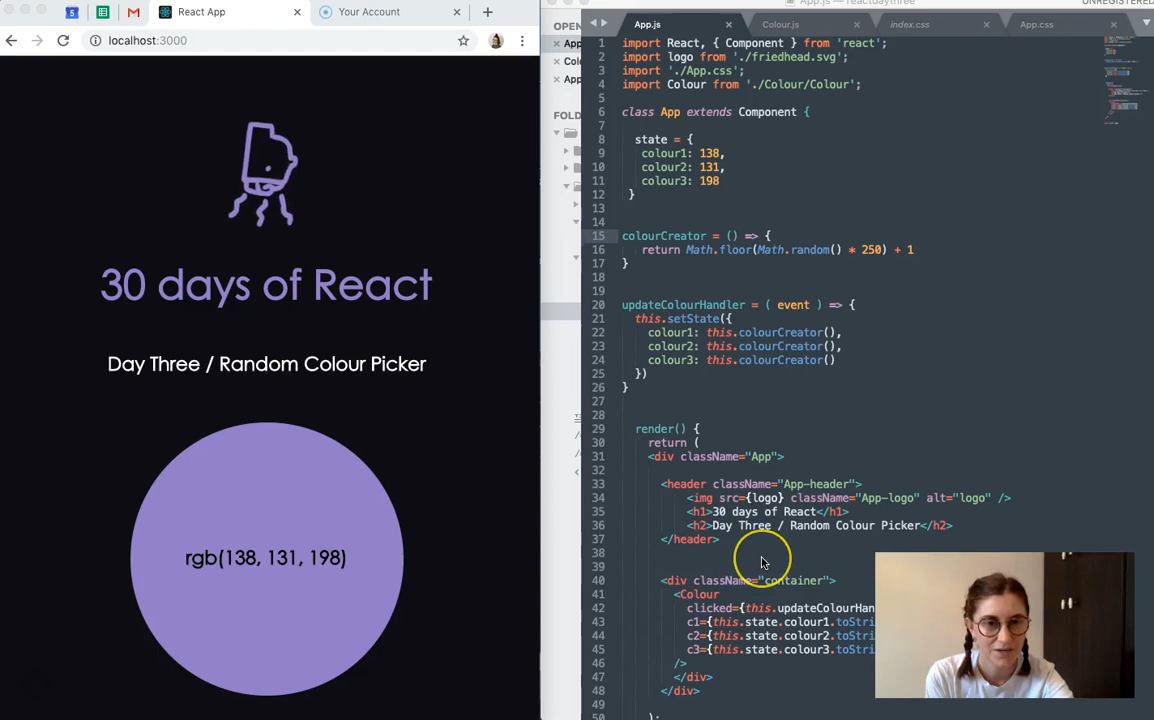 5
React App
Your Account
localhost:3000
30 days of React
Day Three / Random Colour Picker
rgb(138, 131, 198)
App.js — reactdaythree
UNREGISTERED
OPEN
App
Colo
App
FOLD
App.js
Colour.js
index.css
App.css
1 import React, { Component } from 'react';
2 import logo from './friedhead.svg';
3 import './App.css';
4 import Colour from './Colour/Colour';
5
6 class App extends Component {
7
8 state = {
9 colour1: 138,
10 colour2: 131,
11 colour3: 198
12 }
13
14
15 colourCreator = () => {
16 return Math.floor(Math.random() * 250) + 1
17 }
18
19
20 updateColourHandler = ( event ) => {
21 this.setState({
22 colour1: this.colourCreator(),
23 colour2: this.colourCreator(),
24 colour3: this.colourCreator()
25 })
26 }
27
28
29 render() {
30 return (
31 <div className="App">
32
33 <header className="App-header">
34 <img src={logo} className="App-logo" alt="logo" />
35 <h1>30 days of React</h1>
36 <h2>Day Three / Random Colour Picker</h2>
37 </header>
38
39
40 <div className="container">
41 <Colour
42 clicked={this.updateColourHan
43 c1={this.state.colour1.toStri
44 c2={this.state.colour2.toStri
45 c3={this.state.colour3.toStri
46 />
47 </div>
48 </div>
49
50 );